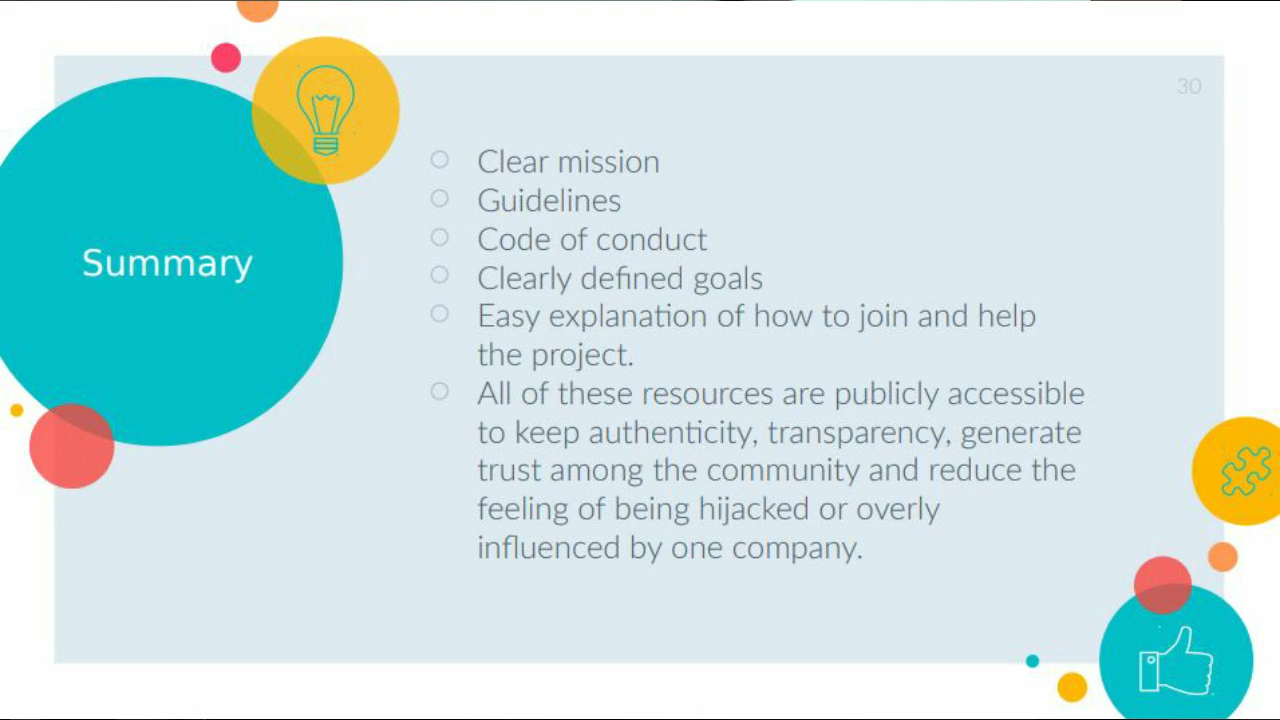 30
Summary
Clear mission
Guidelines
Code of conduct
Clearly defined goals
Easy explanation of how to join and help
the project.
All of these resources are publicly accessible
to keep authenticity, transparency, generate
trust among the community and reduce the
feeling of being hijacked or overly
influenced by one company.